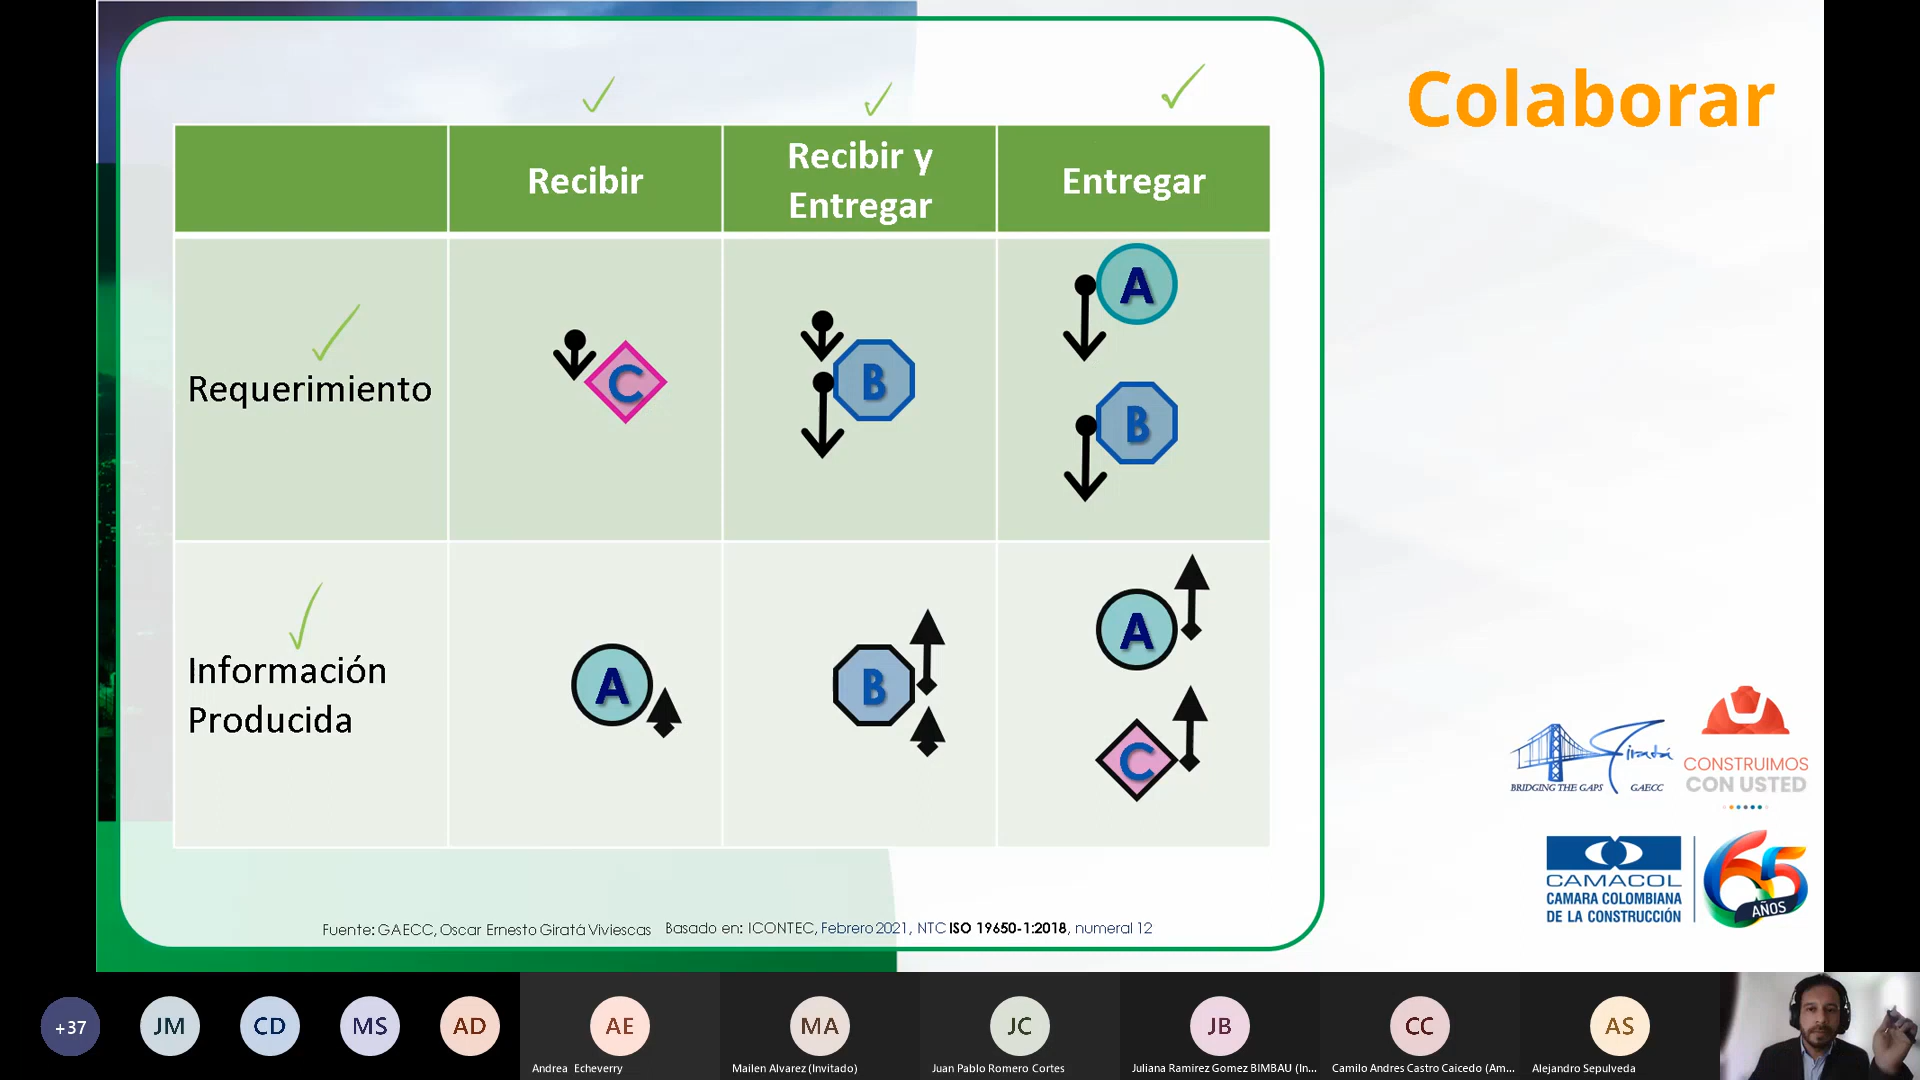 Colaborar
Recibir
Recibir y
Entregar
Entregar
Requerimiento
C
B
A
B
Información
Producida
A
B
A
C
Fuente: GAECC, Oscar Ernesto Giratá Viviescas
Basado en: ICONTEC, Febrero 2021, NTC ISO 19650-1:2018, numeral 12
Giratá
BRIDGING THE GAPS GAECC
CONSTRUIMOS
CON USTED
CAMACOL
CAMARA COLOMBIANA
DE LA CONSTRUCCIÓN
65
AÑOS
+37
JM
CD
MS
AD
AE
MA
JC
JB
CC
AS
Andrea Echeverry
Mailen Alvarez (Invitado)
Juan Pablo Romero Cortes
Juliana Ramirez Gomez BIMBAU (In...
Camilo Andres Castro Caicedo (Am...
Alejandro Sepulveda